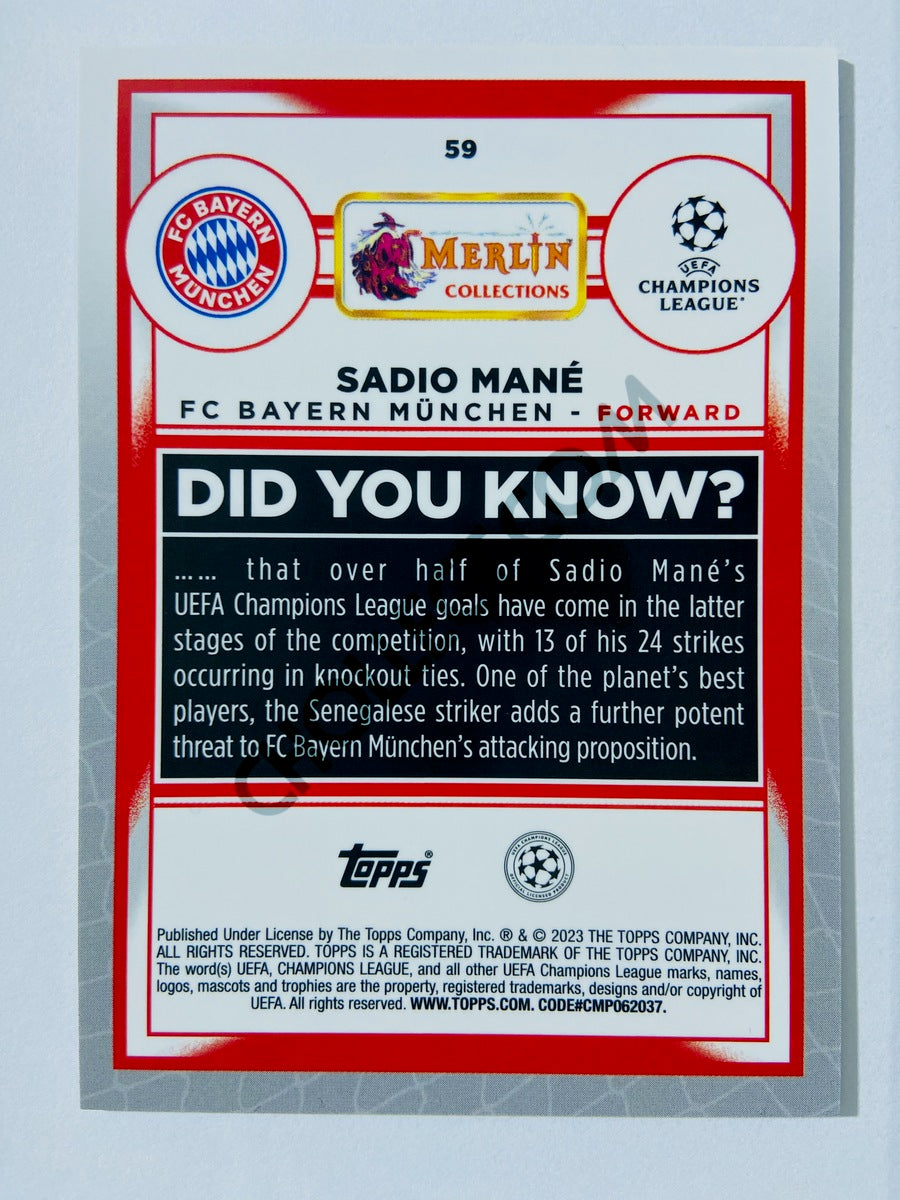 59
FC BAYERN
MÜNCHEN
MERLIN
COLLECTIONS
UEFA
CHAMPIONS
LEAGUE®
SADIO MANÉ
FC BAYERN MÜNCHEN - FORWARD
DID YOU KNOW?
...... that over half of Sadio Mané's
UEFA Champions League goals have come in the latter
stages of the competition, with 13 of his 24 strikes
occurring in knockout ties. One of the planet's best
players, the Senegalese striker adds a further potent
threat to FC Bayern München's attacking proposition.
Topps®
UEFA CHAMPIONS LEAGUE
OFFICIAL LICENSED PRODUCT
Published Under License by The Topps Company, Inc. ® & © 2023 THE TOPPS COMPANY, INC.
ALL RIGHTS RESERVED. TOPPS IS A REGISTERED TRADEMARK OF THE TOPPS COMPANY, INC.
The word(s) UEFA, CHAMPIONS LEAGUE, and all other UEFA Champions League marks, names,
logos, mascots and trophies are the property, registered trademarks, designs and/or copyright of
UEFA. All rights reserved. WWW.TOPPS.COM. CODE#CMP062037.